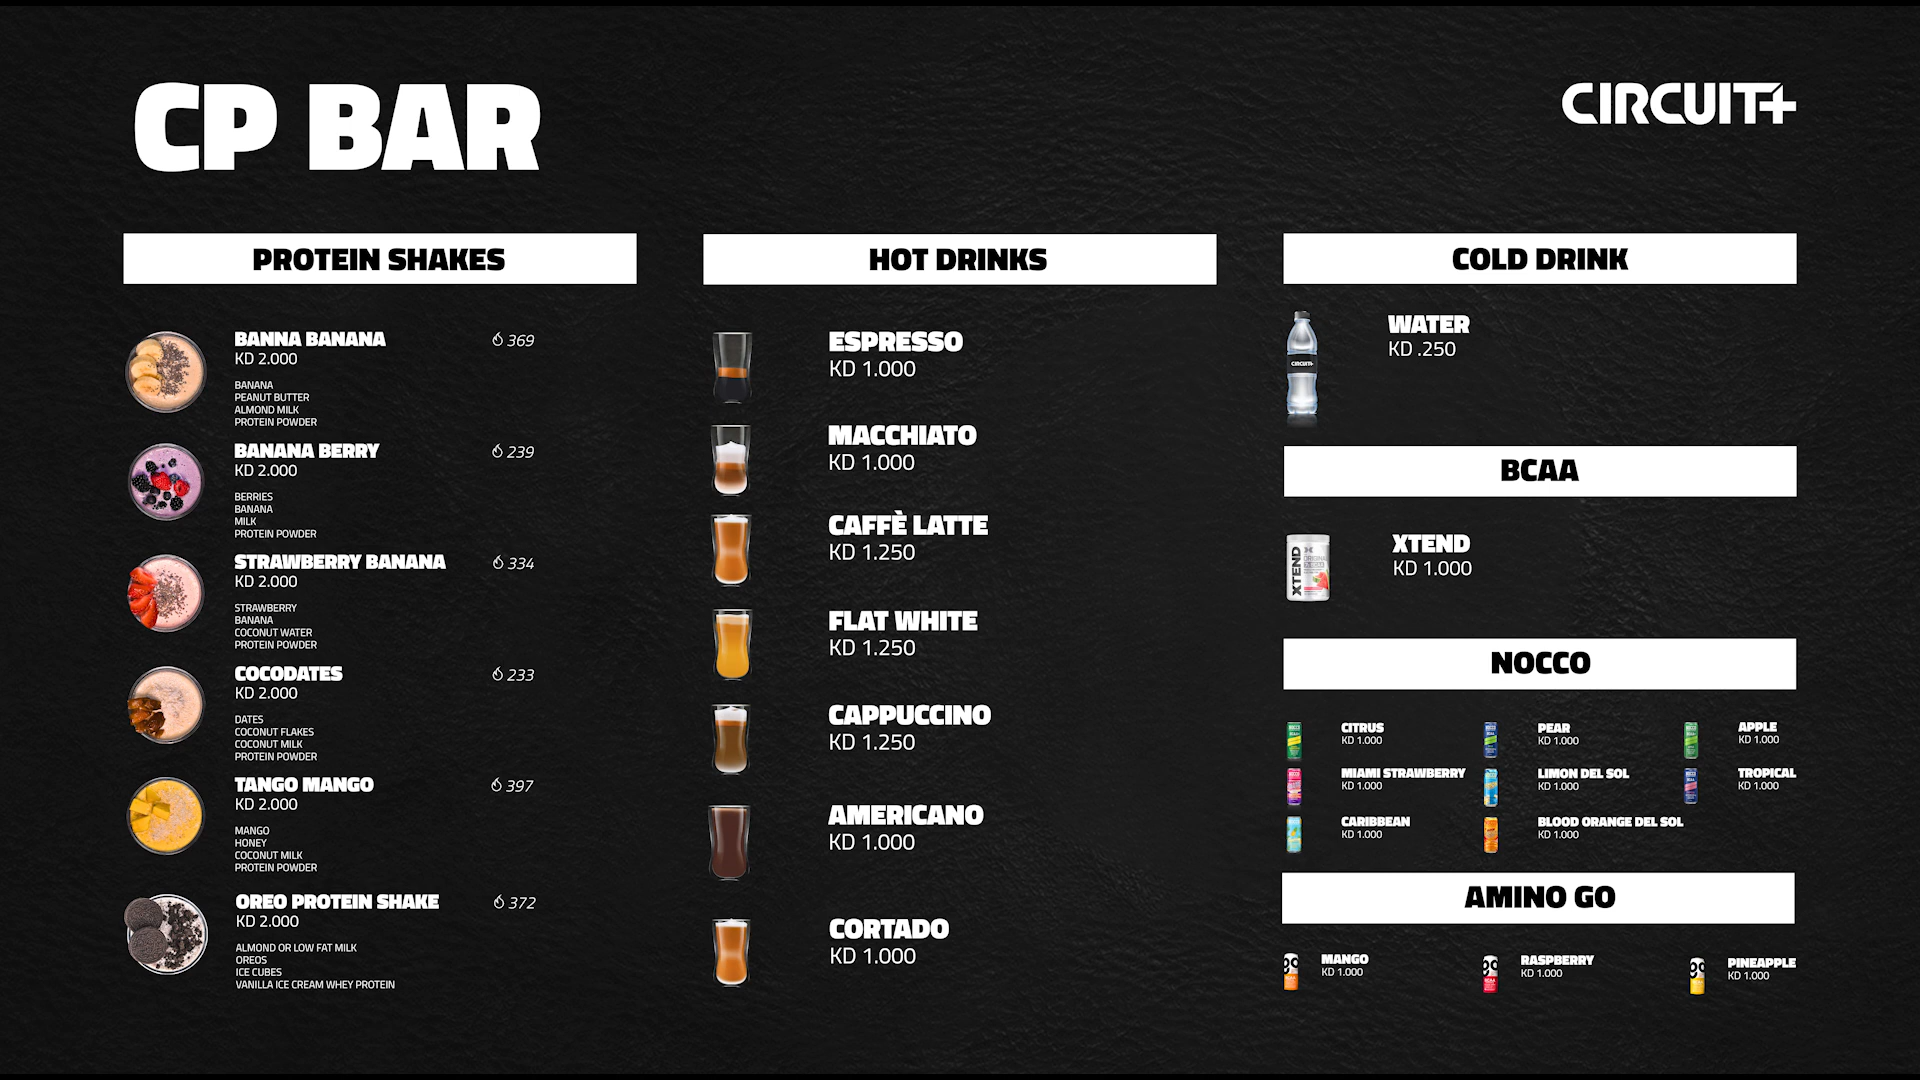 CP BAR
CIRCUIT+
PROTEIN SHAKES
BANNA BANANA
369
KD 2.000
BANANA
PEANUT BUTTER
ALMOND MILK
PROTEIN POWDER
BANANA BERRY
239
KD 2.000
BERRIES
BANANA
MILK
PROTEIN POWDER
STRAWBERRY BANANA
334
KD 2.000
STRAWBERRY
BANANA
COCONUT WATER
PROTEIN POWDER
COCODATES
233
KD 2.000
DATES
COCONUT FLAKES
COCONUT MILK
PROTEIN POWDER
TANGO MANGO
397
KD 2.000
MANGO
HONEY
COCONUT MILK
PROTEIN POWDER
OREO PROTEIN SHAKE
372
KD 2.000
ALMOND OR LOW FAT MILK
OREOS
ICE CUBES
VANILLA ICE CREAM WHEY PROTEIN
HOT DRINKS
ESPRESSO
KD 1.000
MACCHIATO
KD 1.000
CAFFÈ LATTE
KD 1.250
FLAT WHITE
KD 1.250
CAPPUCCINO
KD 1.250
AMERICANO
KD 1.000
CORTADO
KD 1.000
COLD DRINK
CIRCUIT+
WATER
KD .250
BCAA
XTEND
ORIGINAL
XTEND
KD 1.000
NOCCO
CITRUS
KD 1.000
PEAR
KD 1.000
APPLE
KD 1.000
MIAMI STRAWBERRY
KD 1.000
LIMON DEL SOL
KD 1.000
TROPICAL
KD 1.000
CARIBBEAN
KD 1.000
BLOOD ORANGE DEL SOL
KD 1.000
AMINO GO
MANGO
KD 1.000
RASPBERRY
KD 1.000
PINEAPPLE
KD 1.000